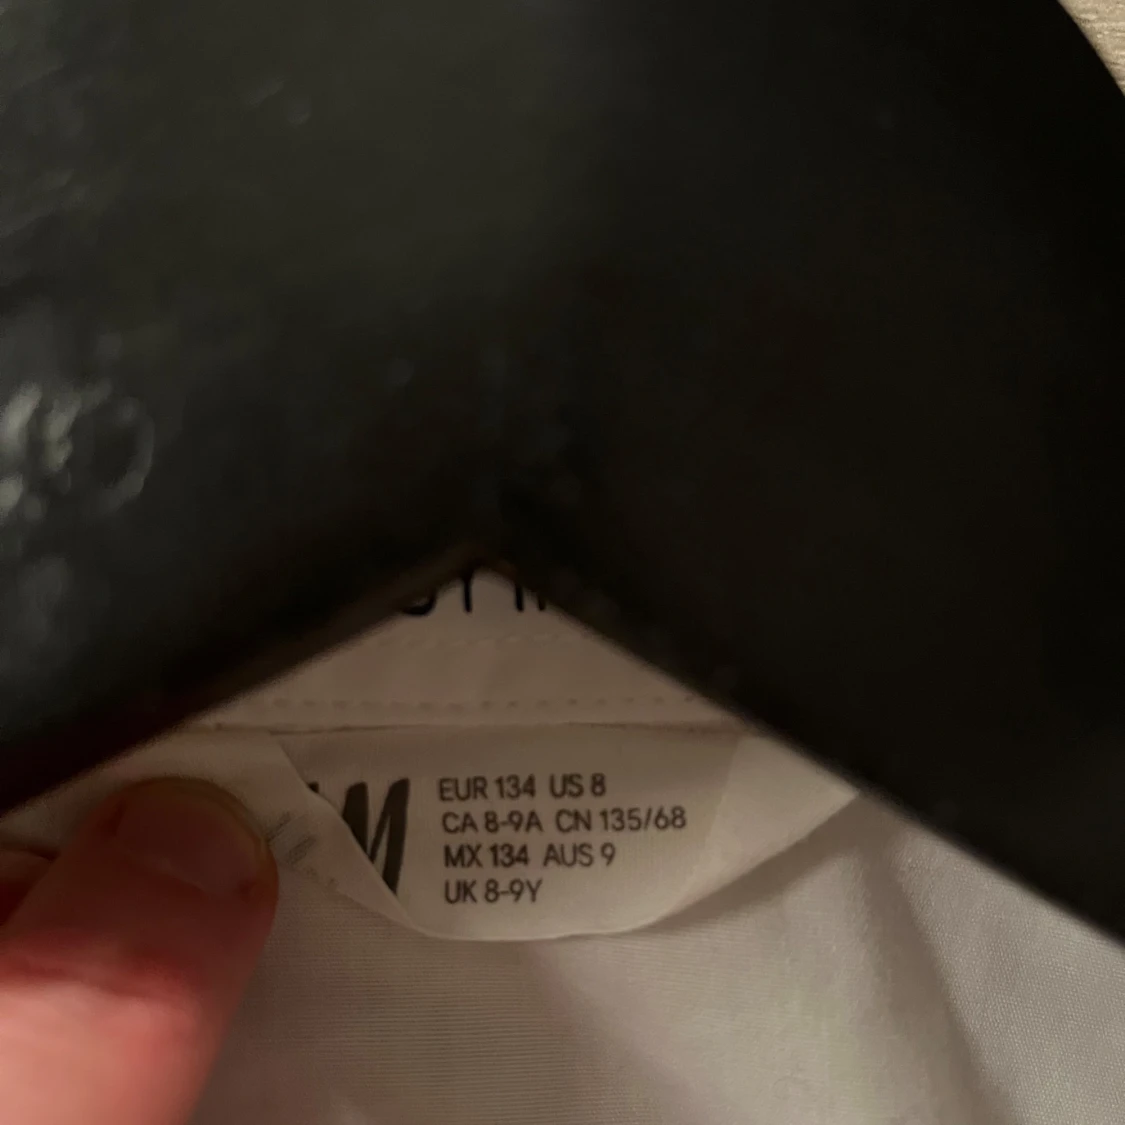 M
EUR 134 US 8
CA 8-9A CN 135/68
MX 134 AUS 9
UK 8-9Y